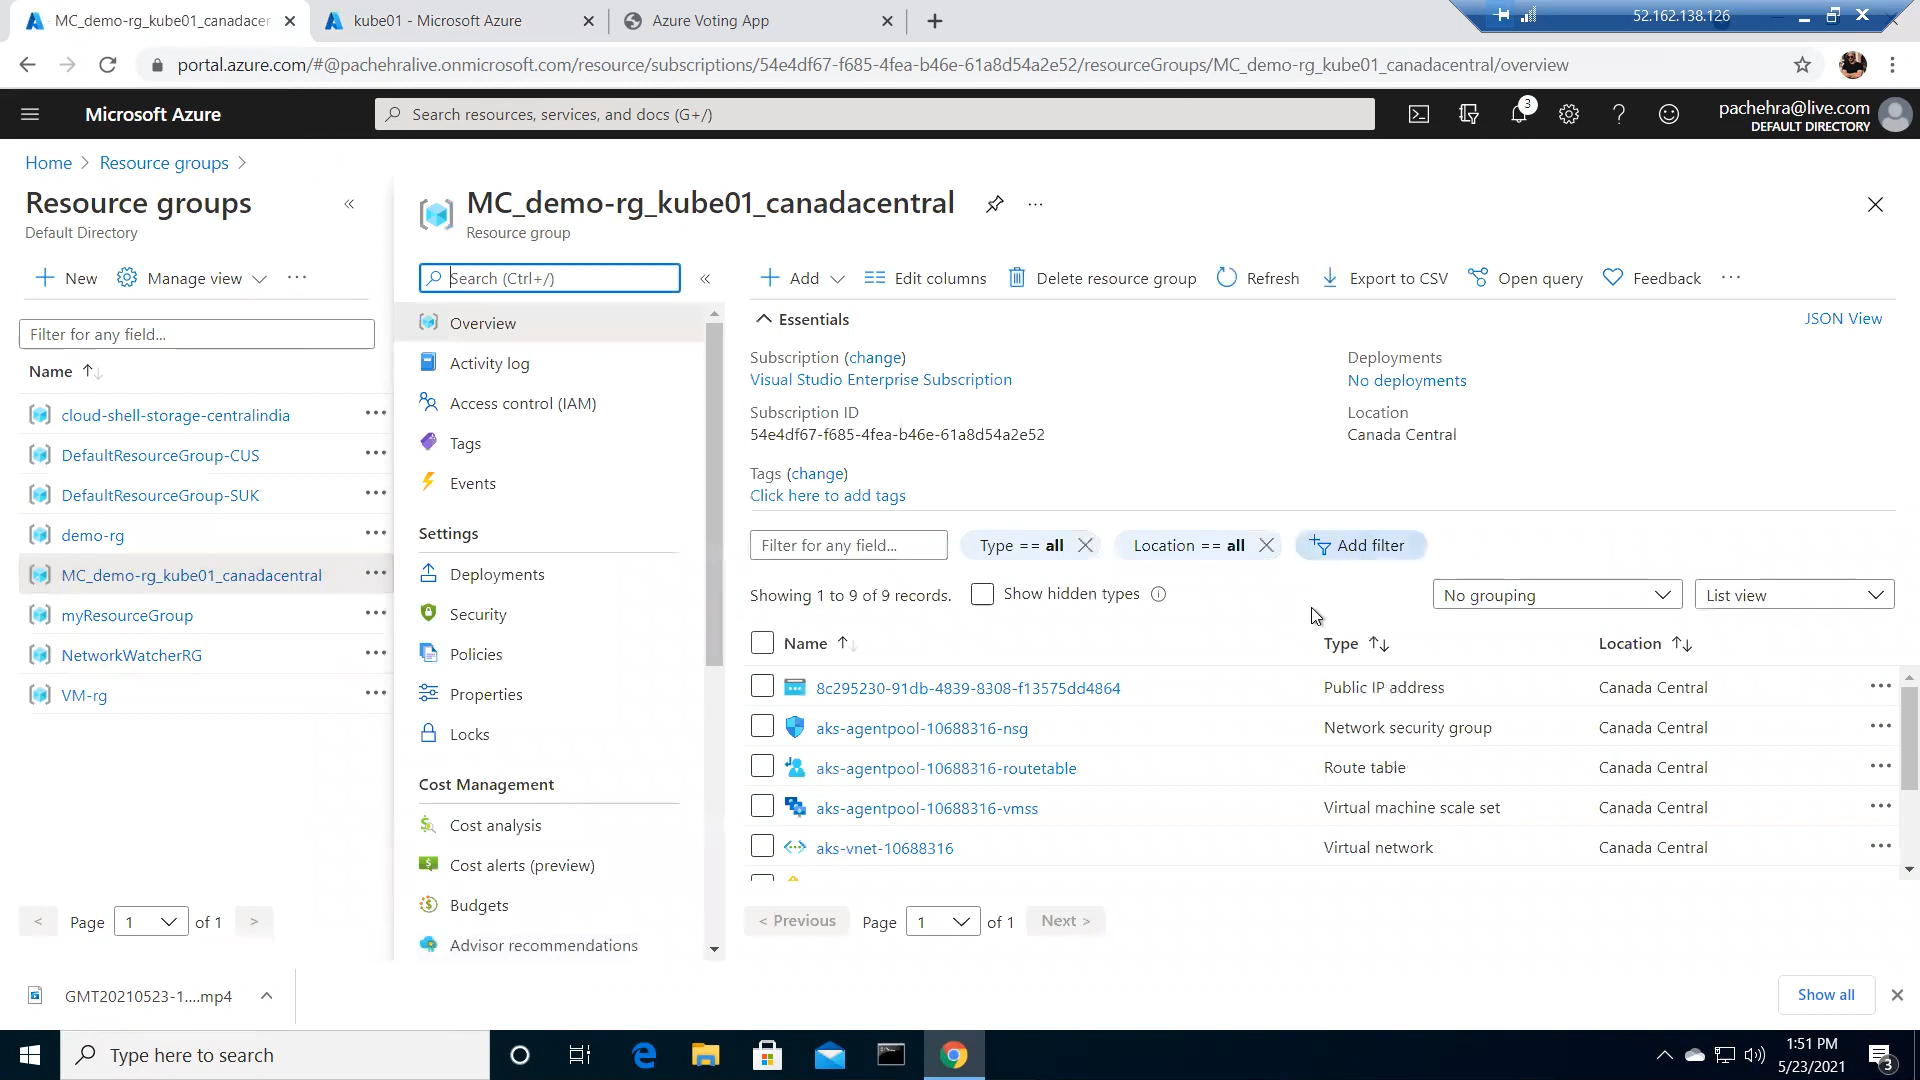 MC_demo-rg_kube01_canadacer
kube01 - Microsoft Azure
Azure Voting App
52.162.138.126
portal.azure.com/#@pachehralive.onmicrosoft.com/resource/subscriptions/54e4df67-f685-4fea-b46e-61a8d54a2e52/resourceGroups/MC_demo-rg_kube01_canadacentral/overview
Microsoft Azure
Search resources, services, and docs (G+/)
3
pachehra@live.com
DEFAULT DIRECTORY
Home > Resource groups >
Resource groups
Default Directory
New
Manage view
Filter for any field...
Name
cloud-shell-storage-centralindia
DefaultResourceGroup-CUS
DefaultResourceGroup-SUK
demo-rg
MC_demo-rg_kube01_canadacentral
myResourceGroup
NetworkWatcherRG
VM-rg
< Page 1 of 1 >
MC_demo-rg_kube01_canadacentral
Resource group
Search (Ctrl+/)
Overview
Activity log
Access control (IAM)
Tags
Events
Settings
Deployments
Security
Policies
Properties
Locks
Cost Management
Cost analysis
Cost alerts (preview)
Budgets
Advisor recommendations
Add
Edit columns
Delete resource group
Refresh
Export to CSV
Open query
Feedback
Essentials
JSON View
Subscription (change)
Visual Studio Enterprise Subscription
Subscription ID
54e4df67-f685-4fea-b46e-61a8d54a2e52
Tags (change)
Click here to add tags
Deployments
No deployments
Location
Canada Central
Filter for any field...
Type == all
Location == all
Add filter
Showing 1 to 9 of 9 records.
Show hidden types
No grouping
List view
Name Type Location
8c295230-91db-4839-8308-f13575dd4864 Public IP address Canada Central
aks-agentpool-10688316-nsg Network security group Canada Central
aks-agentpool-10688316-routetable Route table Canada Central
aks-agentpool-10688316-vmss Virtual machine scale set Canada Central
aks-vnet-10688316 Virtual network Canada Central
< Previous Page 1 of 1 Next >
GMT20210523-1....mp4
Show all
Type here to search
1:51 PM
5/23/2021
3